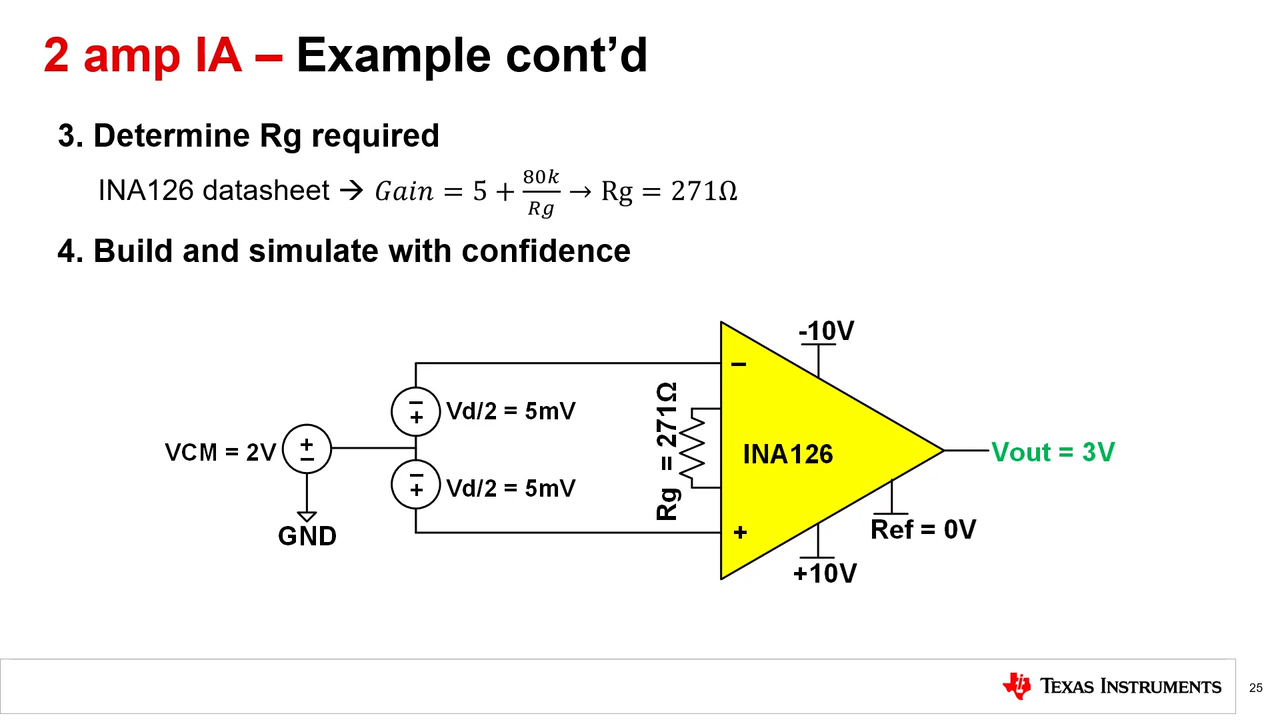 2 amp IA – Example cont’d
3. Determine Rg required
INA126 datasheet → Gain = 5 + 80k/Rg → Rg = 271Ω
4. Build and simulate with confidence
-10V
–
Vd/2 = 5mV
– +
VCM = 2V
+ –
Vd/2 = 5mV
– +
Rg = 271Ω
INA126
Vout = 3V
GND
+
Ref = 0V
+10V
TEXAS INSTRUMENTS
25